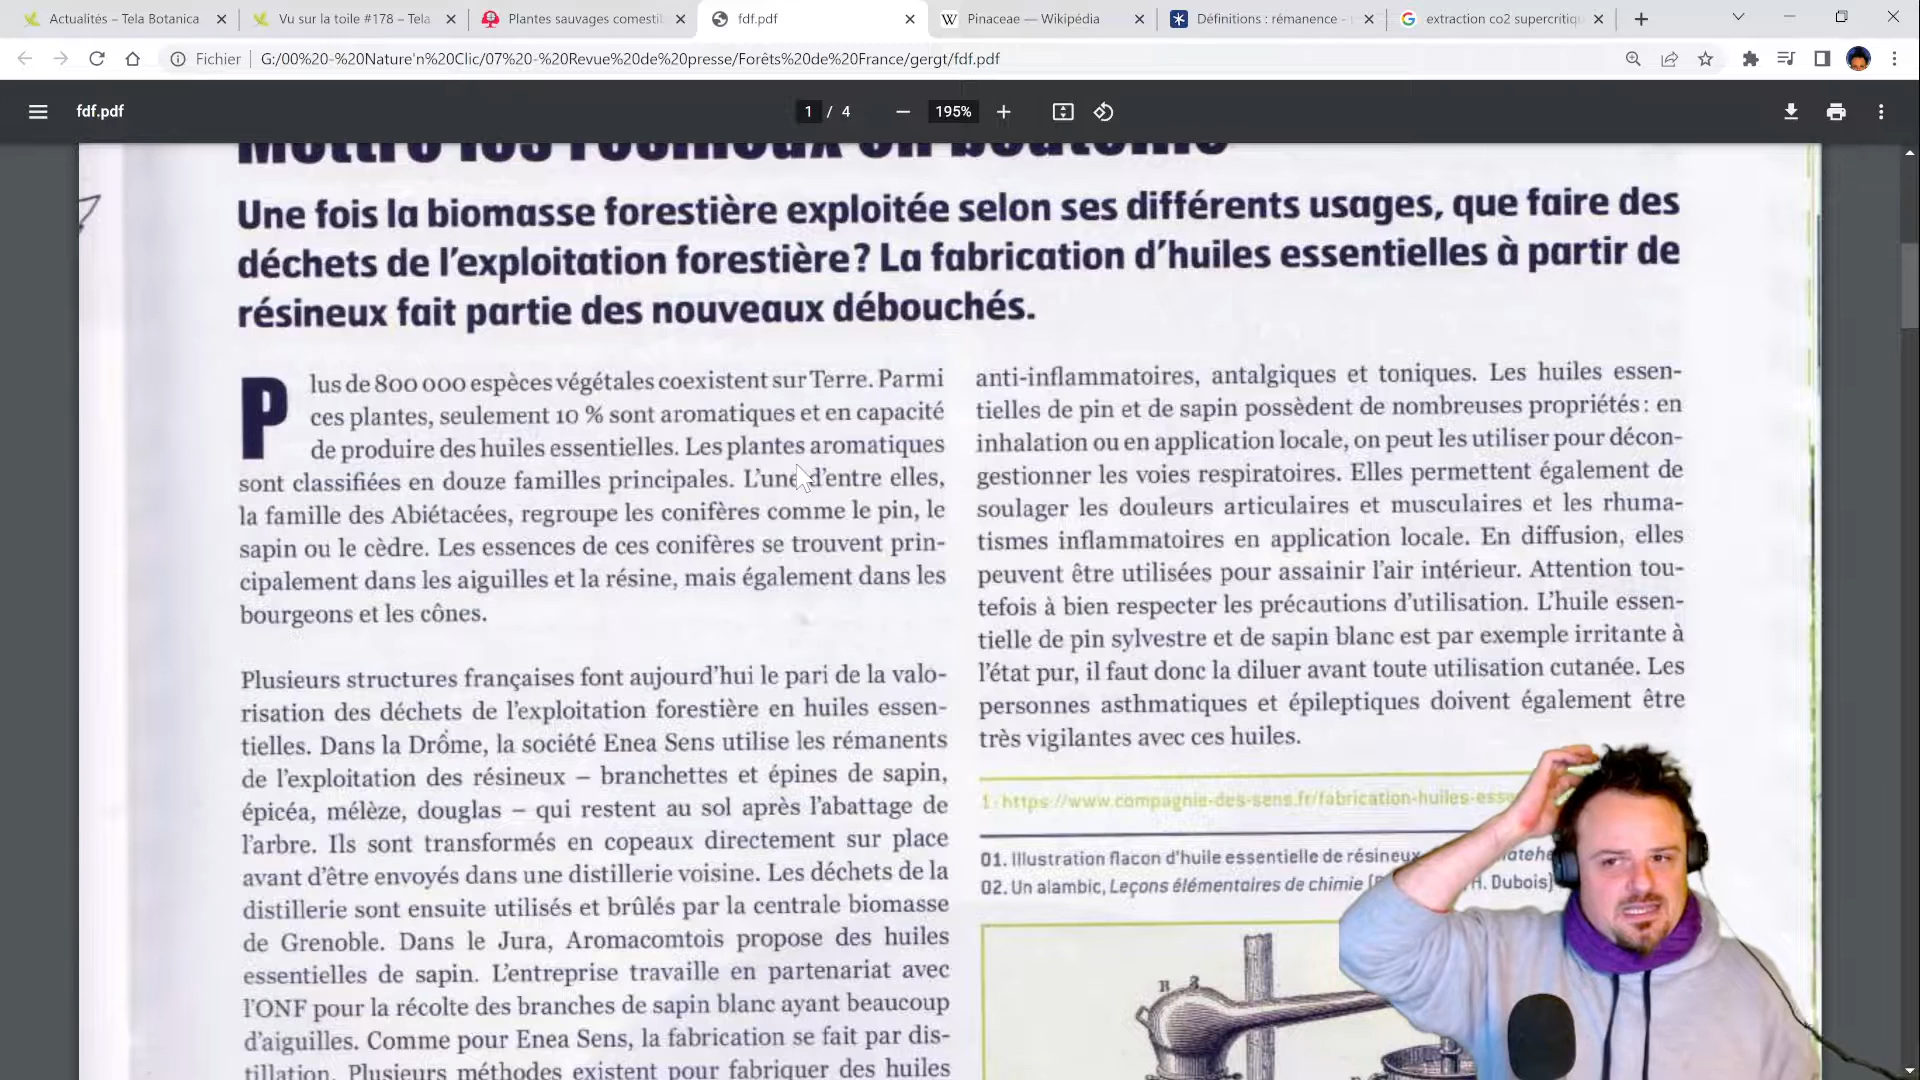 Actualités – Tela Botanica
Vu sur la toile #178 – Tela
Plantes sauvages comesti
fdf.pdf
Pinaceae — Wikipédia
Définitions : rémanence -
extraction co2 supercritiqu
Fichier
G:/00%20-%20Nature'n%20Clic/07%20-%20Revue%20de%20presse/Forêts%20de%20France/gergt/fdf.pdf
fdf.pdf
1 / 4
195%
Mettre les résineux en bouteille
Une fois la biomasse forestière exploitée selon ses différents usages, que faire des
déchets de l'exploitation forestière? La fabrication d'huiles essentielles à partir de
résineux fait partie des nouveaux débouchés.
Plus de 800 000 espèces végétales coexistent sur Terre. Parmi
ces plantes, seulement 10 % sont aromatiques et en capacité
de produire des huiles essentielles. Les plantes aromatiques
sont classifiées en douze familles principales. L'une d'entre elles,
la famille des Abiétacées, regroupe les conifères comme le pin, le
sapin ou le cèdre. Les essences de ces conifères se trouvent prin-
cipalement dans les aiguilles et la résine, mais également dans les
bourgeons et les cônes.
Plusieurs structures françaises font aujourd'hui le pari de la valo-
risation des déchets de l'exploitation forestière en huiles essen-
tielles. Dans la Drôme, la société Enea Sens utilise les rémanents
de l'exploitation des résineux – branchettes et épines de sapin,
épicéa, mélèze, douglas – qui restent au sol après l'abattage de
l'arbre. Ils sont transformés en copeaux directement sur place
avant d'être envoyés dans une distillerie voisine. Les déchets de la
distillerie sont ensuite utilisés et brûlés par la centrale biomasse
de Grenoble. Dans le Jura, Aromacomtois propose des huiles
essentielles de sapin. L'entreprise travaille en partenariat avec
l'ONF pour la récolte des branches de sapin blanc ayant beaucoup
d'aiguilles. Comme pour Enea Sens, la fabrication se fait par dis-
tillation. Plusieurs méthodes existent pour fabriquer des huiles
anti-inflammatoires, antalgiques et toniques. Les huiles essen-
tielles de pin et de sapin possèdent de nombreuses propriétés : en
inhalation ou en application locale, on peut les utiliser pour décon-
gestionner les voies respiratoires. Elles permettent également de
soulager les douleurs articulaires et musculaires et les rhuma-
tismes inflammatoires en application locale. En diffusion, elles
peuvent être utilisées pour assainir l'air intérieur. Attention tou-
tefois à bien respecter les précautions d'utilisation. L'huile essen-
tielle de pin sylvestre et de sapin blanc est par exemple irritante à
l'état pur, il faut donc la diluer avant toute utilisation cutanée. Les
personnes asthmatiques et épileptiques doivent également être
très vigilantes avec ces huiles.
1. https://www.compagnie-des-sens.fr/fabrication-huiles-esse
01. Illustration flacon d'huile essentielle de résineux
02. Un alambic, Leçons élémentaires de chimie H. Dubois)